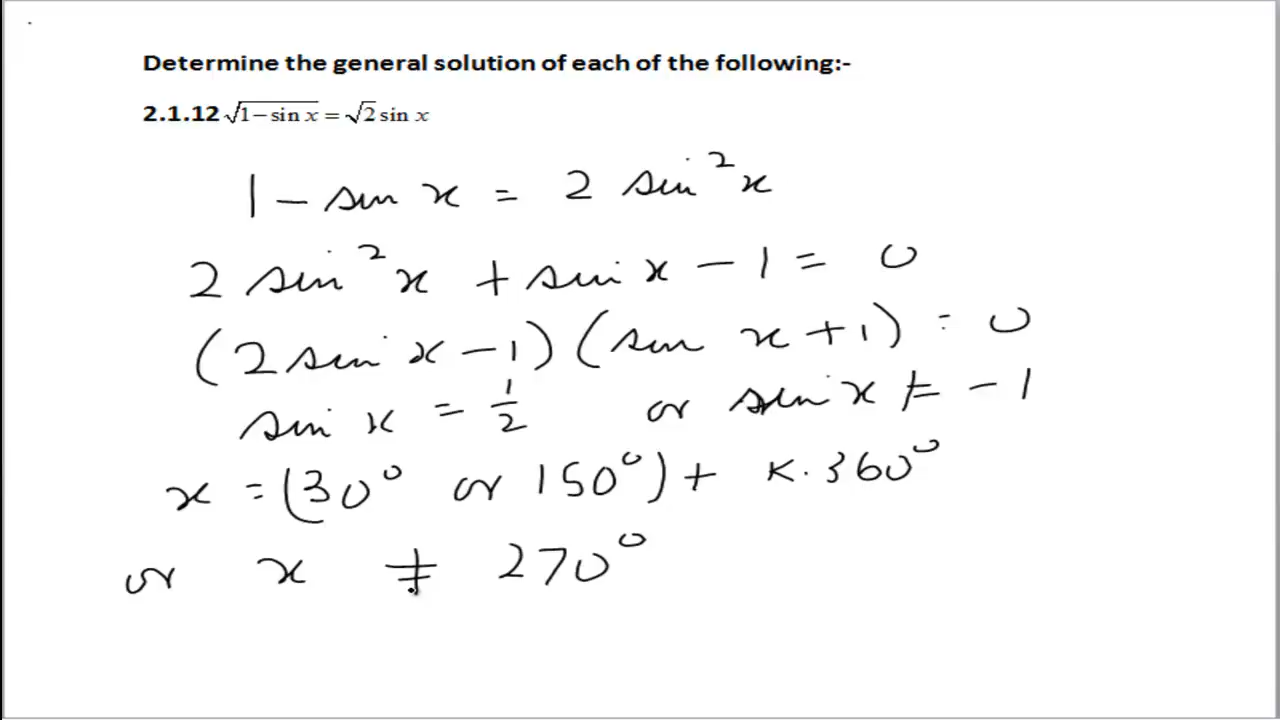 Determine the general solution of each of the following:-
2.1.12 √1−sin x = √2 sin x
1 − sin x = 2 sin²x
2 sin²x + sin x − 1 = 0
(2 sin x − 1)(sin x + 1) = 0
sin x = 1/2 or sin x ≠ −1
x = (30° or 150°) + K.360°
or x ≠ 270°